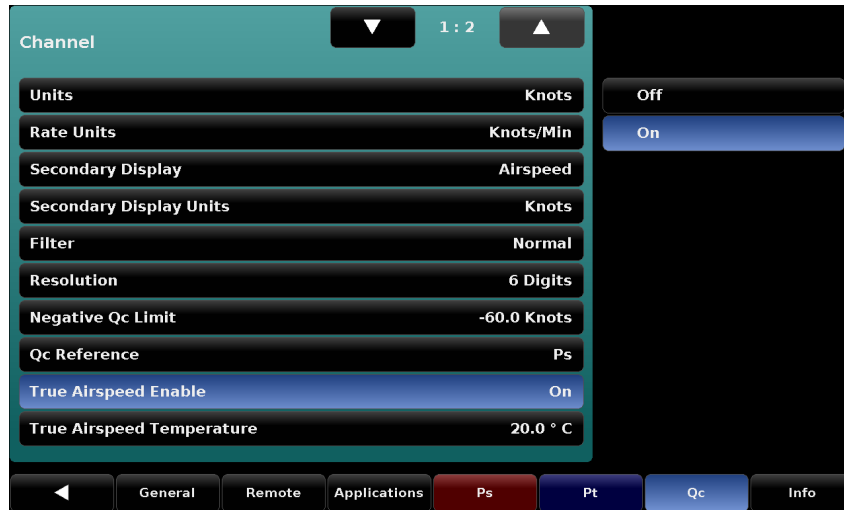 Channel
1 : 2
Units Knots
Off
Rate Units Knots/Min
On
Secondary Display Airspeed
Secondary Display Units Knots
Filter Normal
Resolution 6 Digits
Negative Qc Limit -60.0 Knots
Qc Reference Ps
True Airspeed Enable On
True Airspeed Temperature 20.0 ° C
General Remote Applications Ps Pt Qc Info